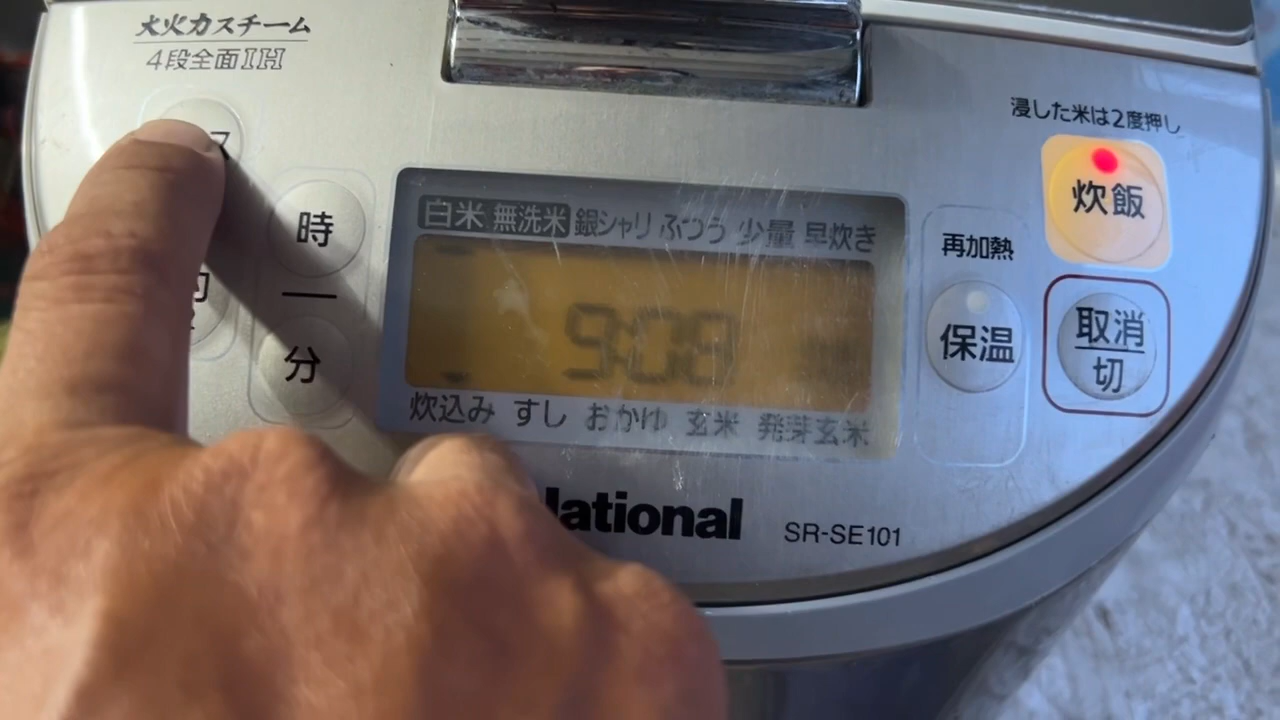 大火力スチーム
4段全面IH
ス
時
分
白米 無洗米 銀シャリ ふつう 少量 早炊き
9:08
炊込み すし おかゆ 玄米 発芽玄米
浸した米は2度押し
炊飯
再加熱
保温
取消
切
National
SR-SE101